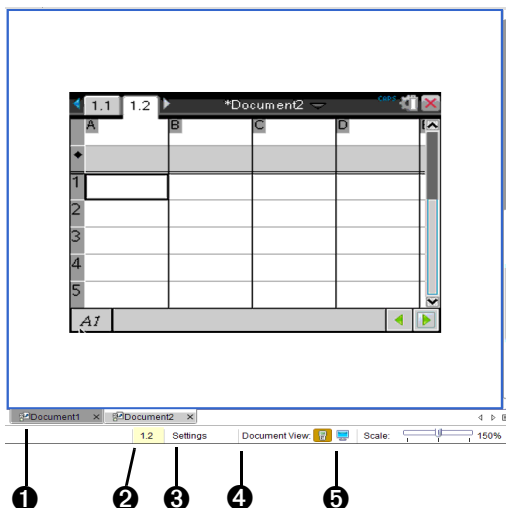 1.1 1.2 *Document2 CAPS
A B C D E
1
2
3
4
5
A1
Document1 × Document2 ×
1.2 Settings Document View: Scale: 150%
1 2 3 4 5